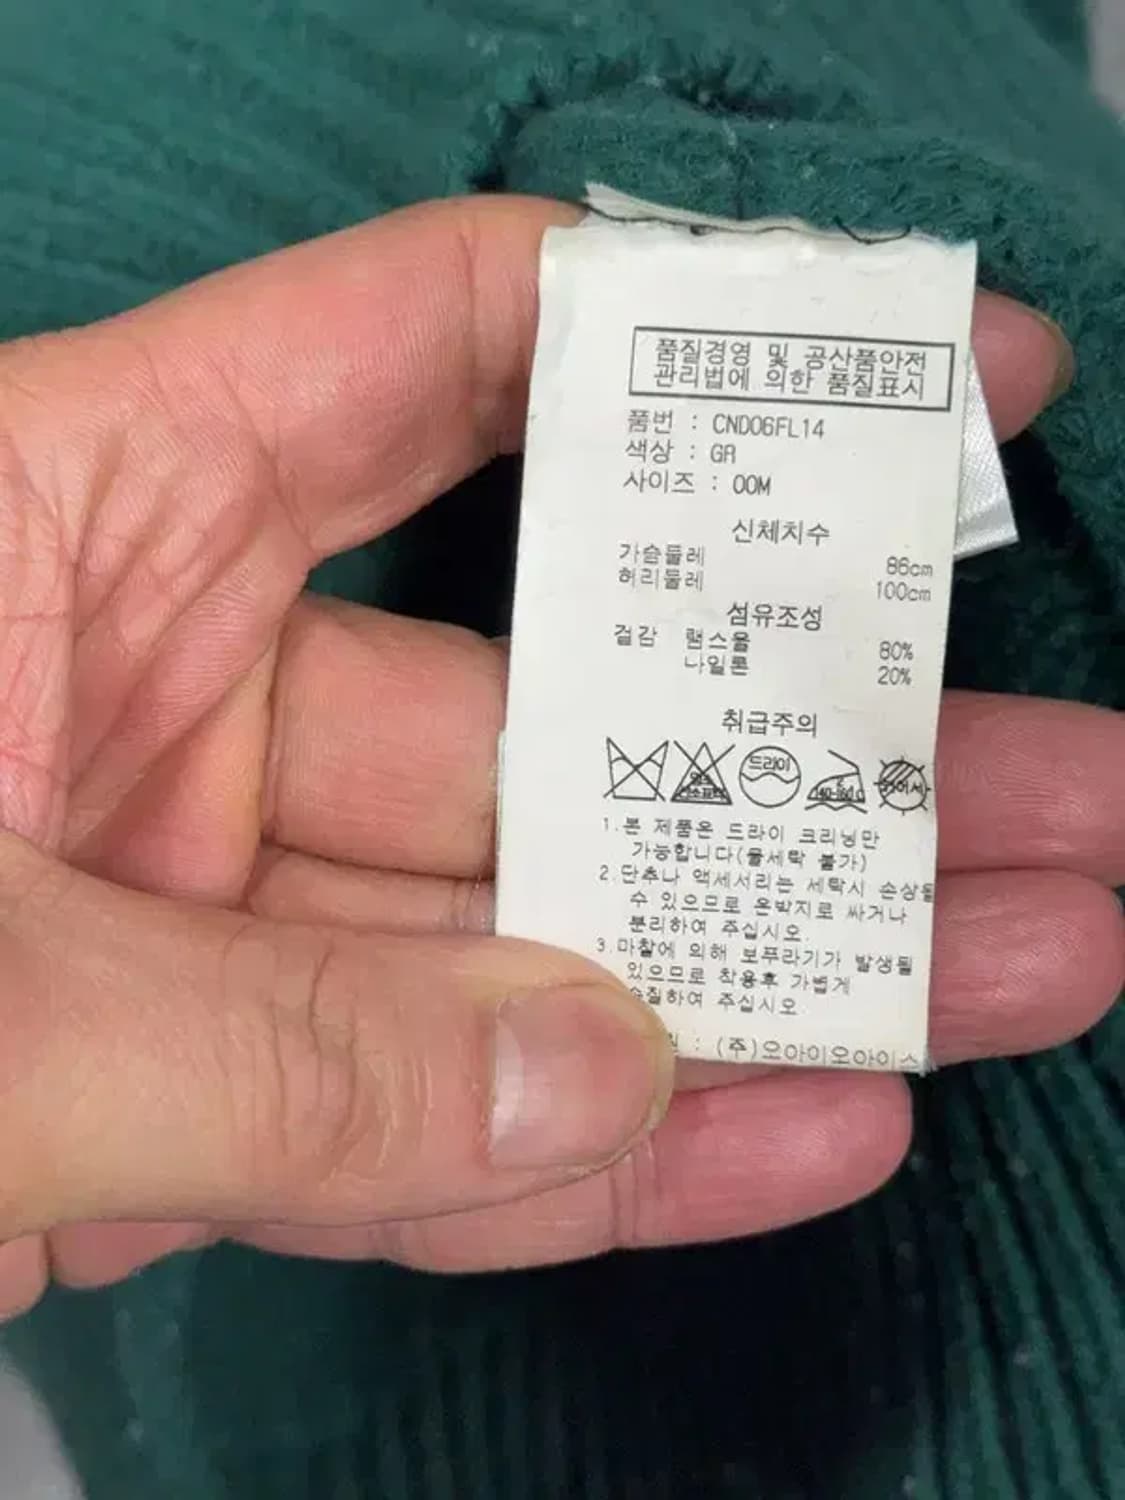 품질경영 및 공산품안전
관리법에 의한 품질표시
품번 : CND06FL14
색상 : GR
사이즈 : 00M
신체치수
가슴둘레 86cm
허리둘레 100cm
섬유조성
겉감 램스울 80%
나일론 20%
취급주의
드라이
1.본 제품은 드라이 크리닝만
가능합니다(물세탁 불가)
2.단추나 액세서리는 세탁시 손상될
수 있으므로 은박지로 싸거나
분리하여 주십시오.
3.마찰에 의해 보푸라기가 발생될
있으므로 착용후 가볍게
손질하여 주십시오
: (주)오아이오아이